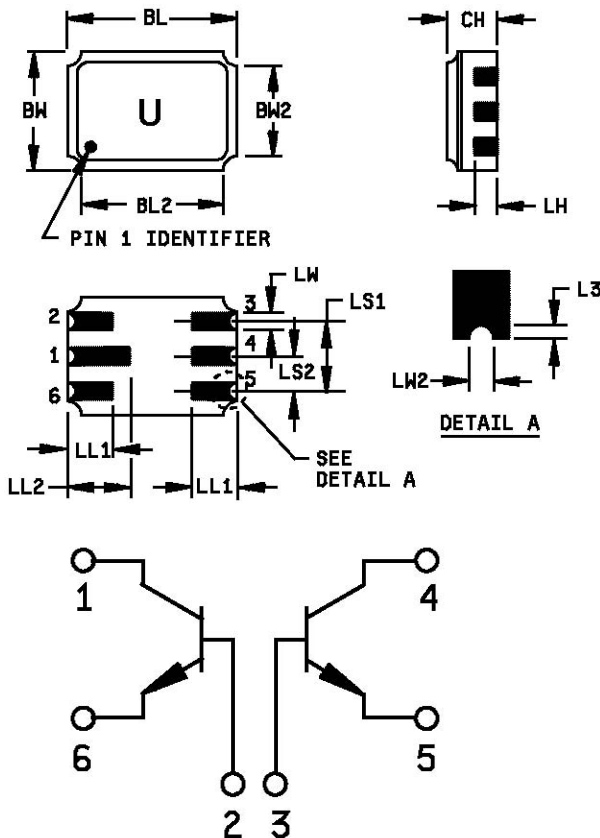 BL
CH
BW
U
BW2
BL2
LH
PIN 1 IDENTIFIER
LW
L3
LS1
2
3
1
4
LS2
6
5
LW2
LL1
DETAIL A
LL2
LL1
SEE
DETAIL A
1
4
6
5
2
3